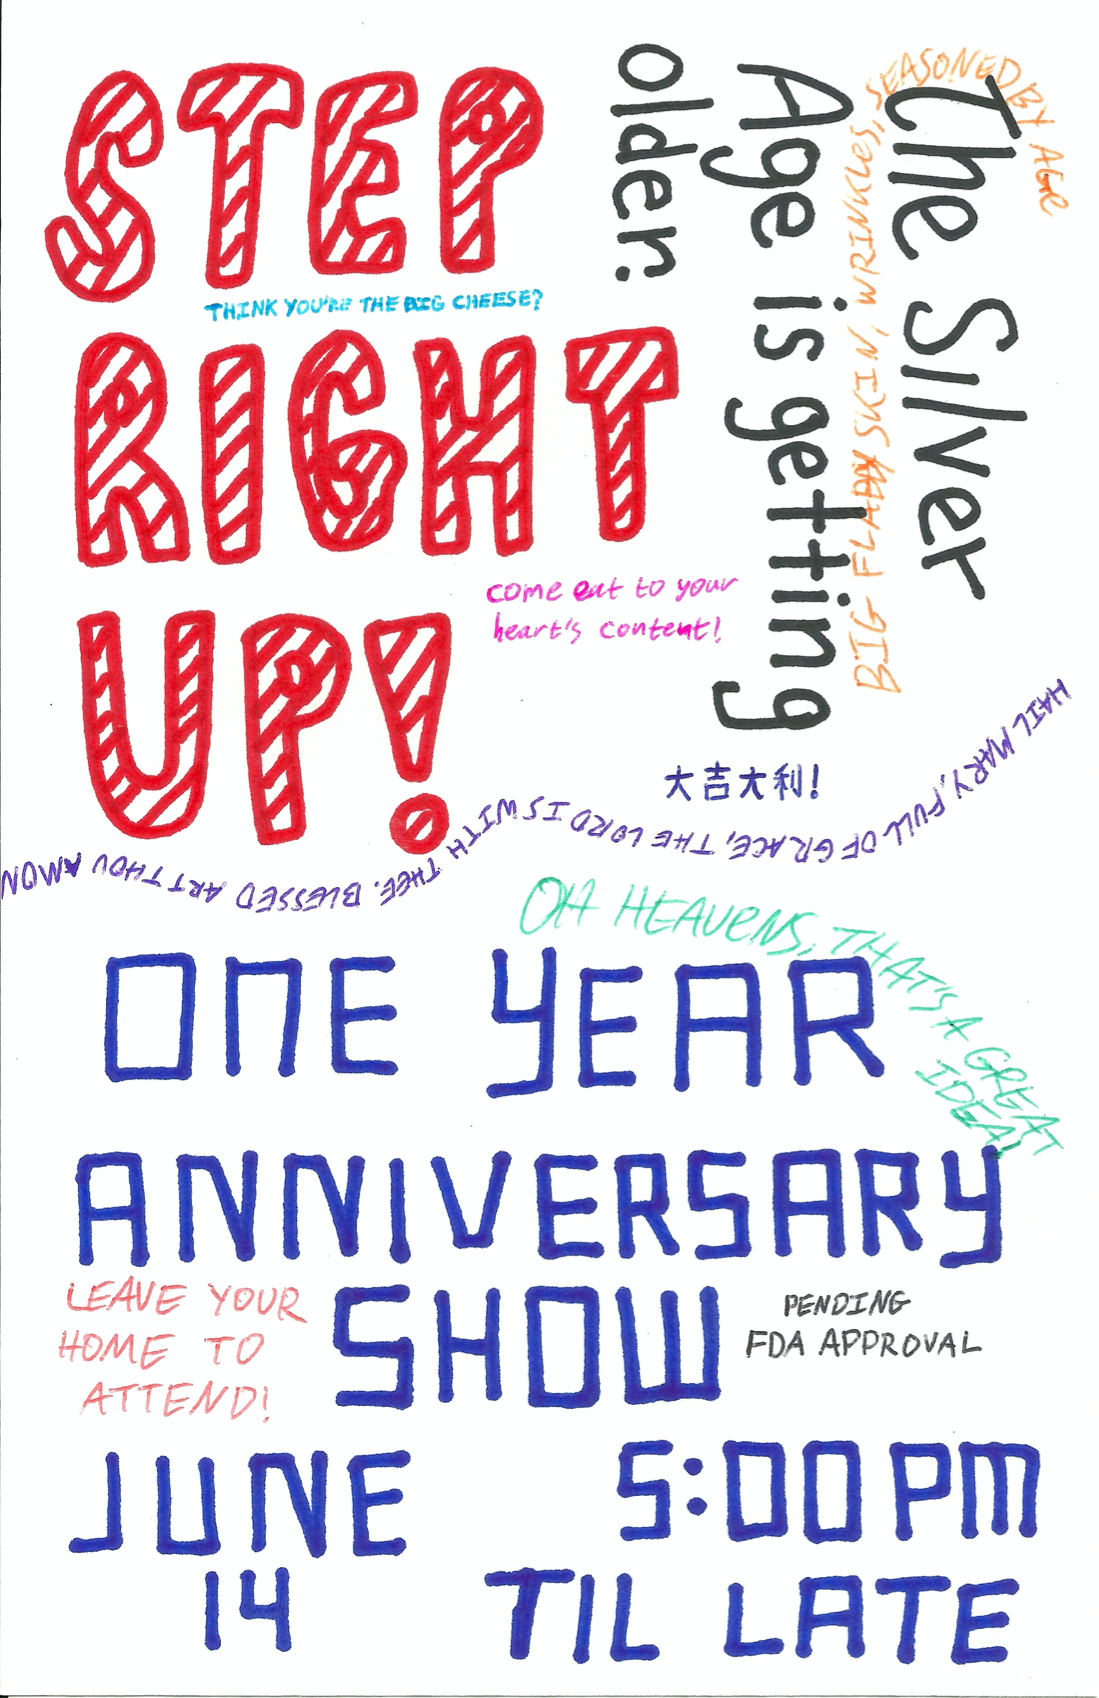 STEP
THINK YOU'RE THE BIG CHEESE?
RIGHT
come eat to your
heart's content!
UP!
The Silver
Age is getting
older.
BIG FLABBY SKIN, WRINKLES, SEASONED BY AGE
大吉大利!
HAIL MARY, FULL OF GRACE, THE LORD IS WITH THEE. BLESSED ART THOU AMON
OH HEAVENS, THAT'S A GREAT
IDEA!
ONE YEAR
ANNIVERSARY
LEAVE YOUR
HOME TO
ATTEND!
SHOW
PENDING
FDA APPROVAL
JUNE
14
5:00PM
TIL LATE